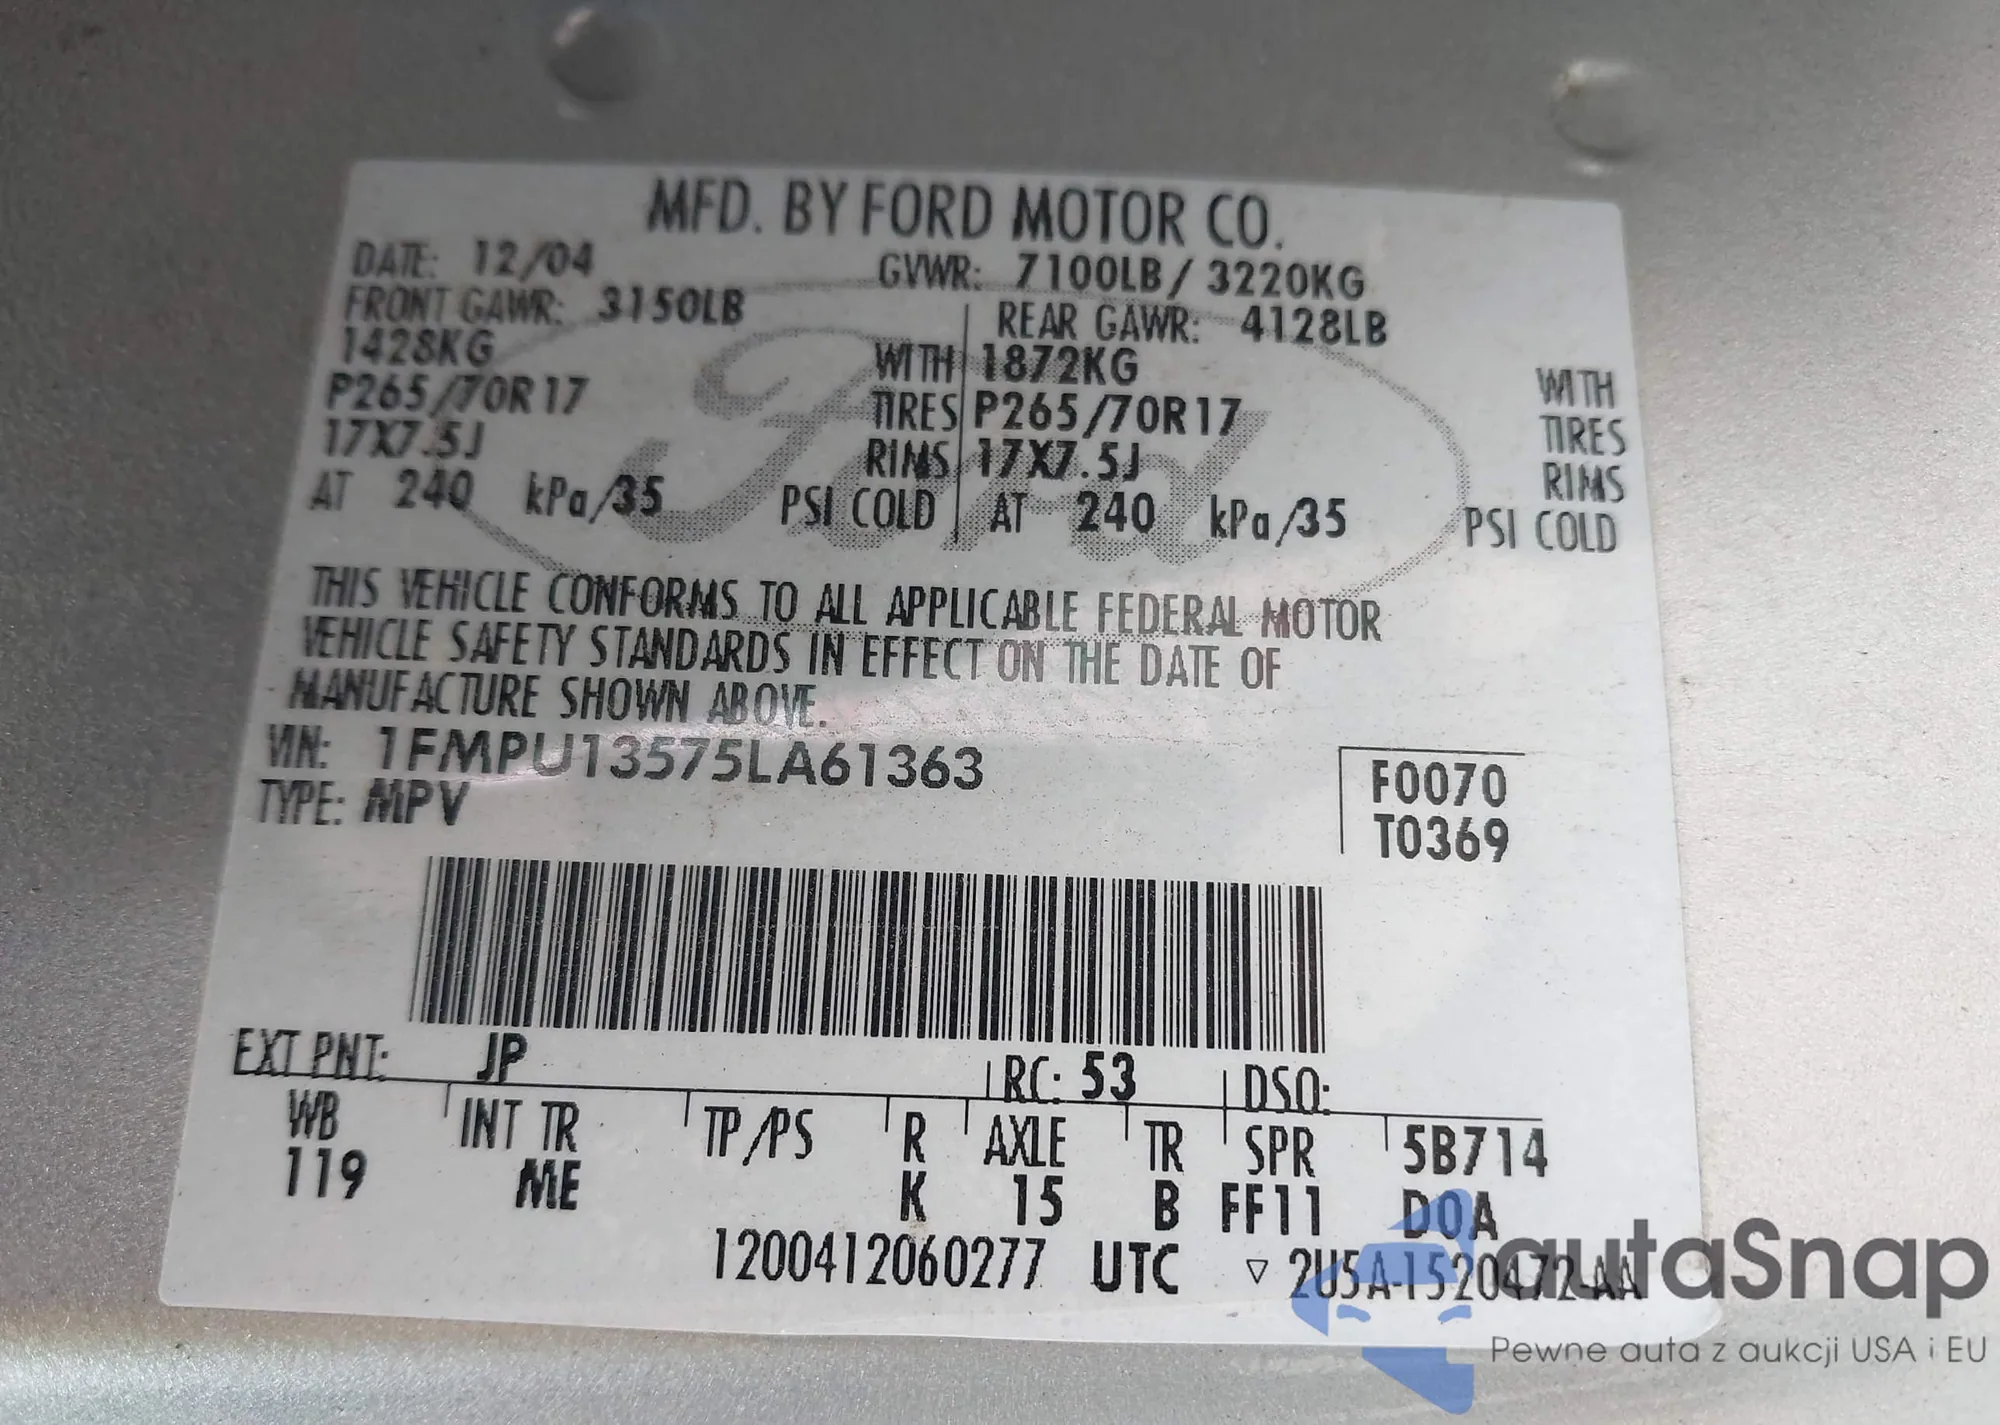 MFD. BY FORD MOTOR CO.
DATE: 12/04 GVWR: 7100LB / 3220KG
FRONT GAWR: 3150LB REAR GAWR: 4128LB
1428KG WITH 1872KG WITH
P265/70R17 TIRES P265/70R17 TIRES
17X7.5J RIMS 17X7.5J RIMS
AT 240 kPa/35 PSI COLD AT 240 kPa/35 PSI COLD
Ford
THIS VEHICLE CONFORMS TO ALL APPLICABLE FEDERAL MOTOR
VEHICLE SAFETY STANDARDS IN EFFECT ON THE DATE OF
MANUFACTURE SHOWN ABOVE.
VIN: 1FMPU13575LA61363
TYPE: MPV
F0070
T0369
EXT PNT: JP RC: 53 DSO:
WB INT TR TP/PS R AXLE TR SPR 5B714
119 ME K 15 B FF11 D0A
1200412060277 UTC ▽ 2U5A-1520472-AA
autaSnap
Pewne auta z aukcji USA i EU